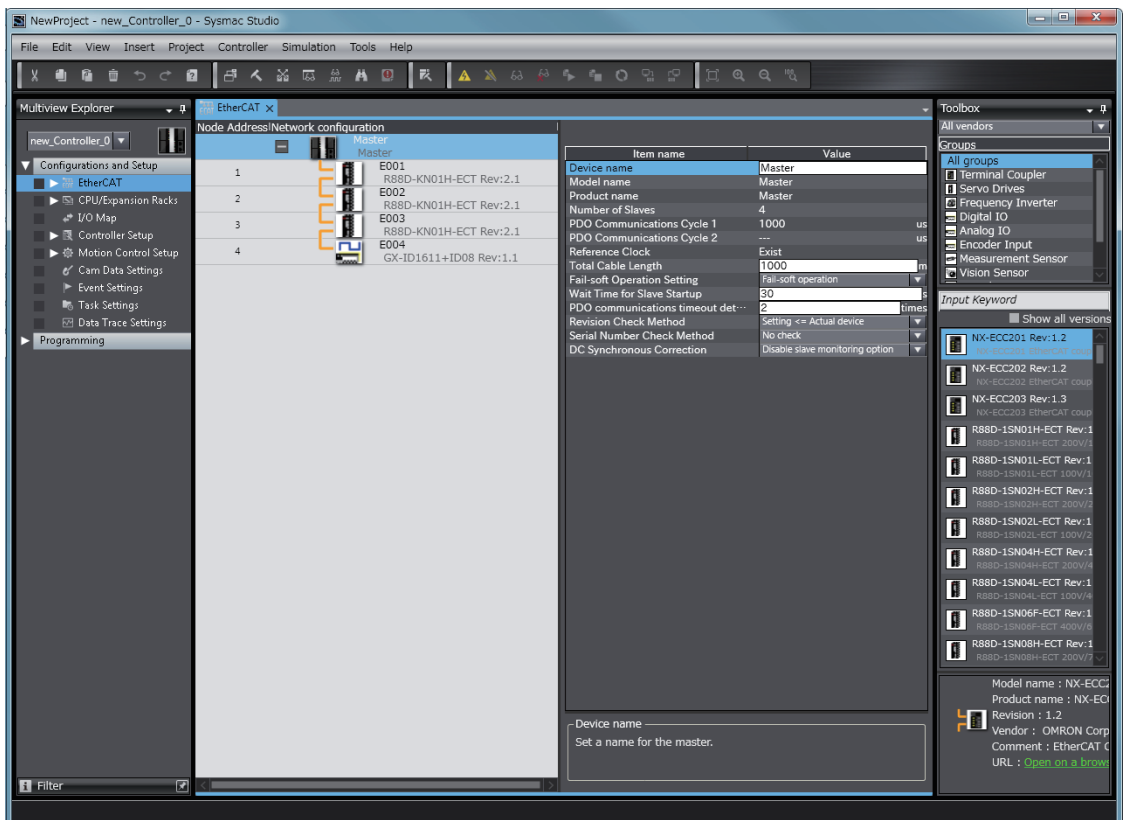 NewProject - new_Controller_0 - Sysmac Studio
File Edit View Insert Project Controller Simulation Tools Help
Multiview Explorer
new_Controller_0
Configurations and Setup
EtherCAT
CPU/Expansion Racks
I/O Map
Controller Setup
Motion Control Setup
Cam Data Settings
Event Settings
Task Settings
Data Trace Settings
Programming
Filter
EtherCAT
Node Address Network configuration
Master
Master
1 E001
R88D-KN01H-ECT Rev:2.1
2 E002
R88D-KN01H-ECT Rev:2.1
3 E003
R88D-KN01H-ECT Rev:2.1
4 E004
GX-ID1611+ID08 Rev:1.1
Item name Value
Device name Master
Model name Master
Product name Master
Number of Slaves 4
PDO Communications Cycle 1 1000 us
PDO Communications Cycle 2 --- us
Reference Clock Exist
Total Cable Length 1000 m
Fail-soft Operation Setting Fail-soft operation
Wait Time for Slave Startup 30 s
PDO communications timeout det··· 2 times
Revision Check Method Setting <= Actual device
Serial Number Check Method No check
DC Synchronous Correction Disable slave monitoring option
Device name
Set a name for the master.
Toolbox
All vendors
Groups
All groups
Terminal Coupler
Servo Drives
Frequency Inverter
Digital IO
Analog IO
Encoder Input
Measurement Sensor
Vision Sensor
Input Keyword
Show all versions
NX-ECC201 Rev:1.2
NX-ECC201 EtherCAT coup
NX-ECC202 Rev:1.2
NX-ECC202 EtherCAT coup
NX-ECC203 Rev:1.3
NX-ECC203 EtherCAT coup
R88D-1SN01H-ECT Rev:1
R88D-1SN01H-ECT 200V/1
R88D-1SN01L-ECT Rev:1
R88D-1SN01L-ECT 100V/1
R88D-1SN02H-ECT Rev:1
R88D-1SN02H-ECT 200V/2
R88D-1SN02L-ECT Rev:1
R88D-1SN02L-ECT 100V/2
R88D-1SN04H-ECT Rev:1
R88D-1SN04H-ECT 200V/4
R88D-1SN04L-ECT Rev:1
R88D-1SN04L-ECT 100V/4
R88D-1SN06F-ECT Rev:1
R88D-1SN06F-ECT 400V/6
R88D-1SN08H-ECT Rev:1
R88D-1SN08H-ECT 200V/7
Model name : NX-ECC2
Product name : NX-EC
Revision : 1.2
Vendor : OMRON Corp
Comment : EtherCAT C
URL : Open on a brows